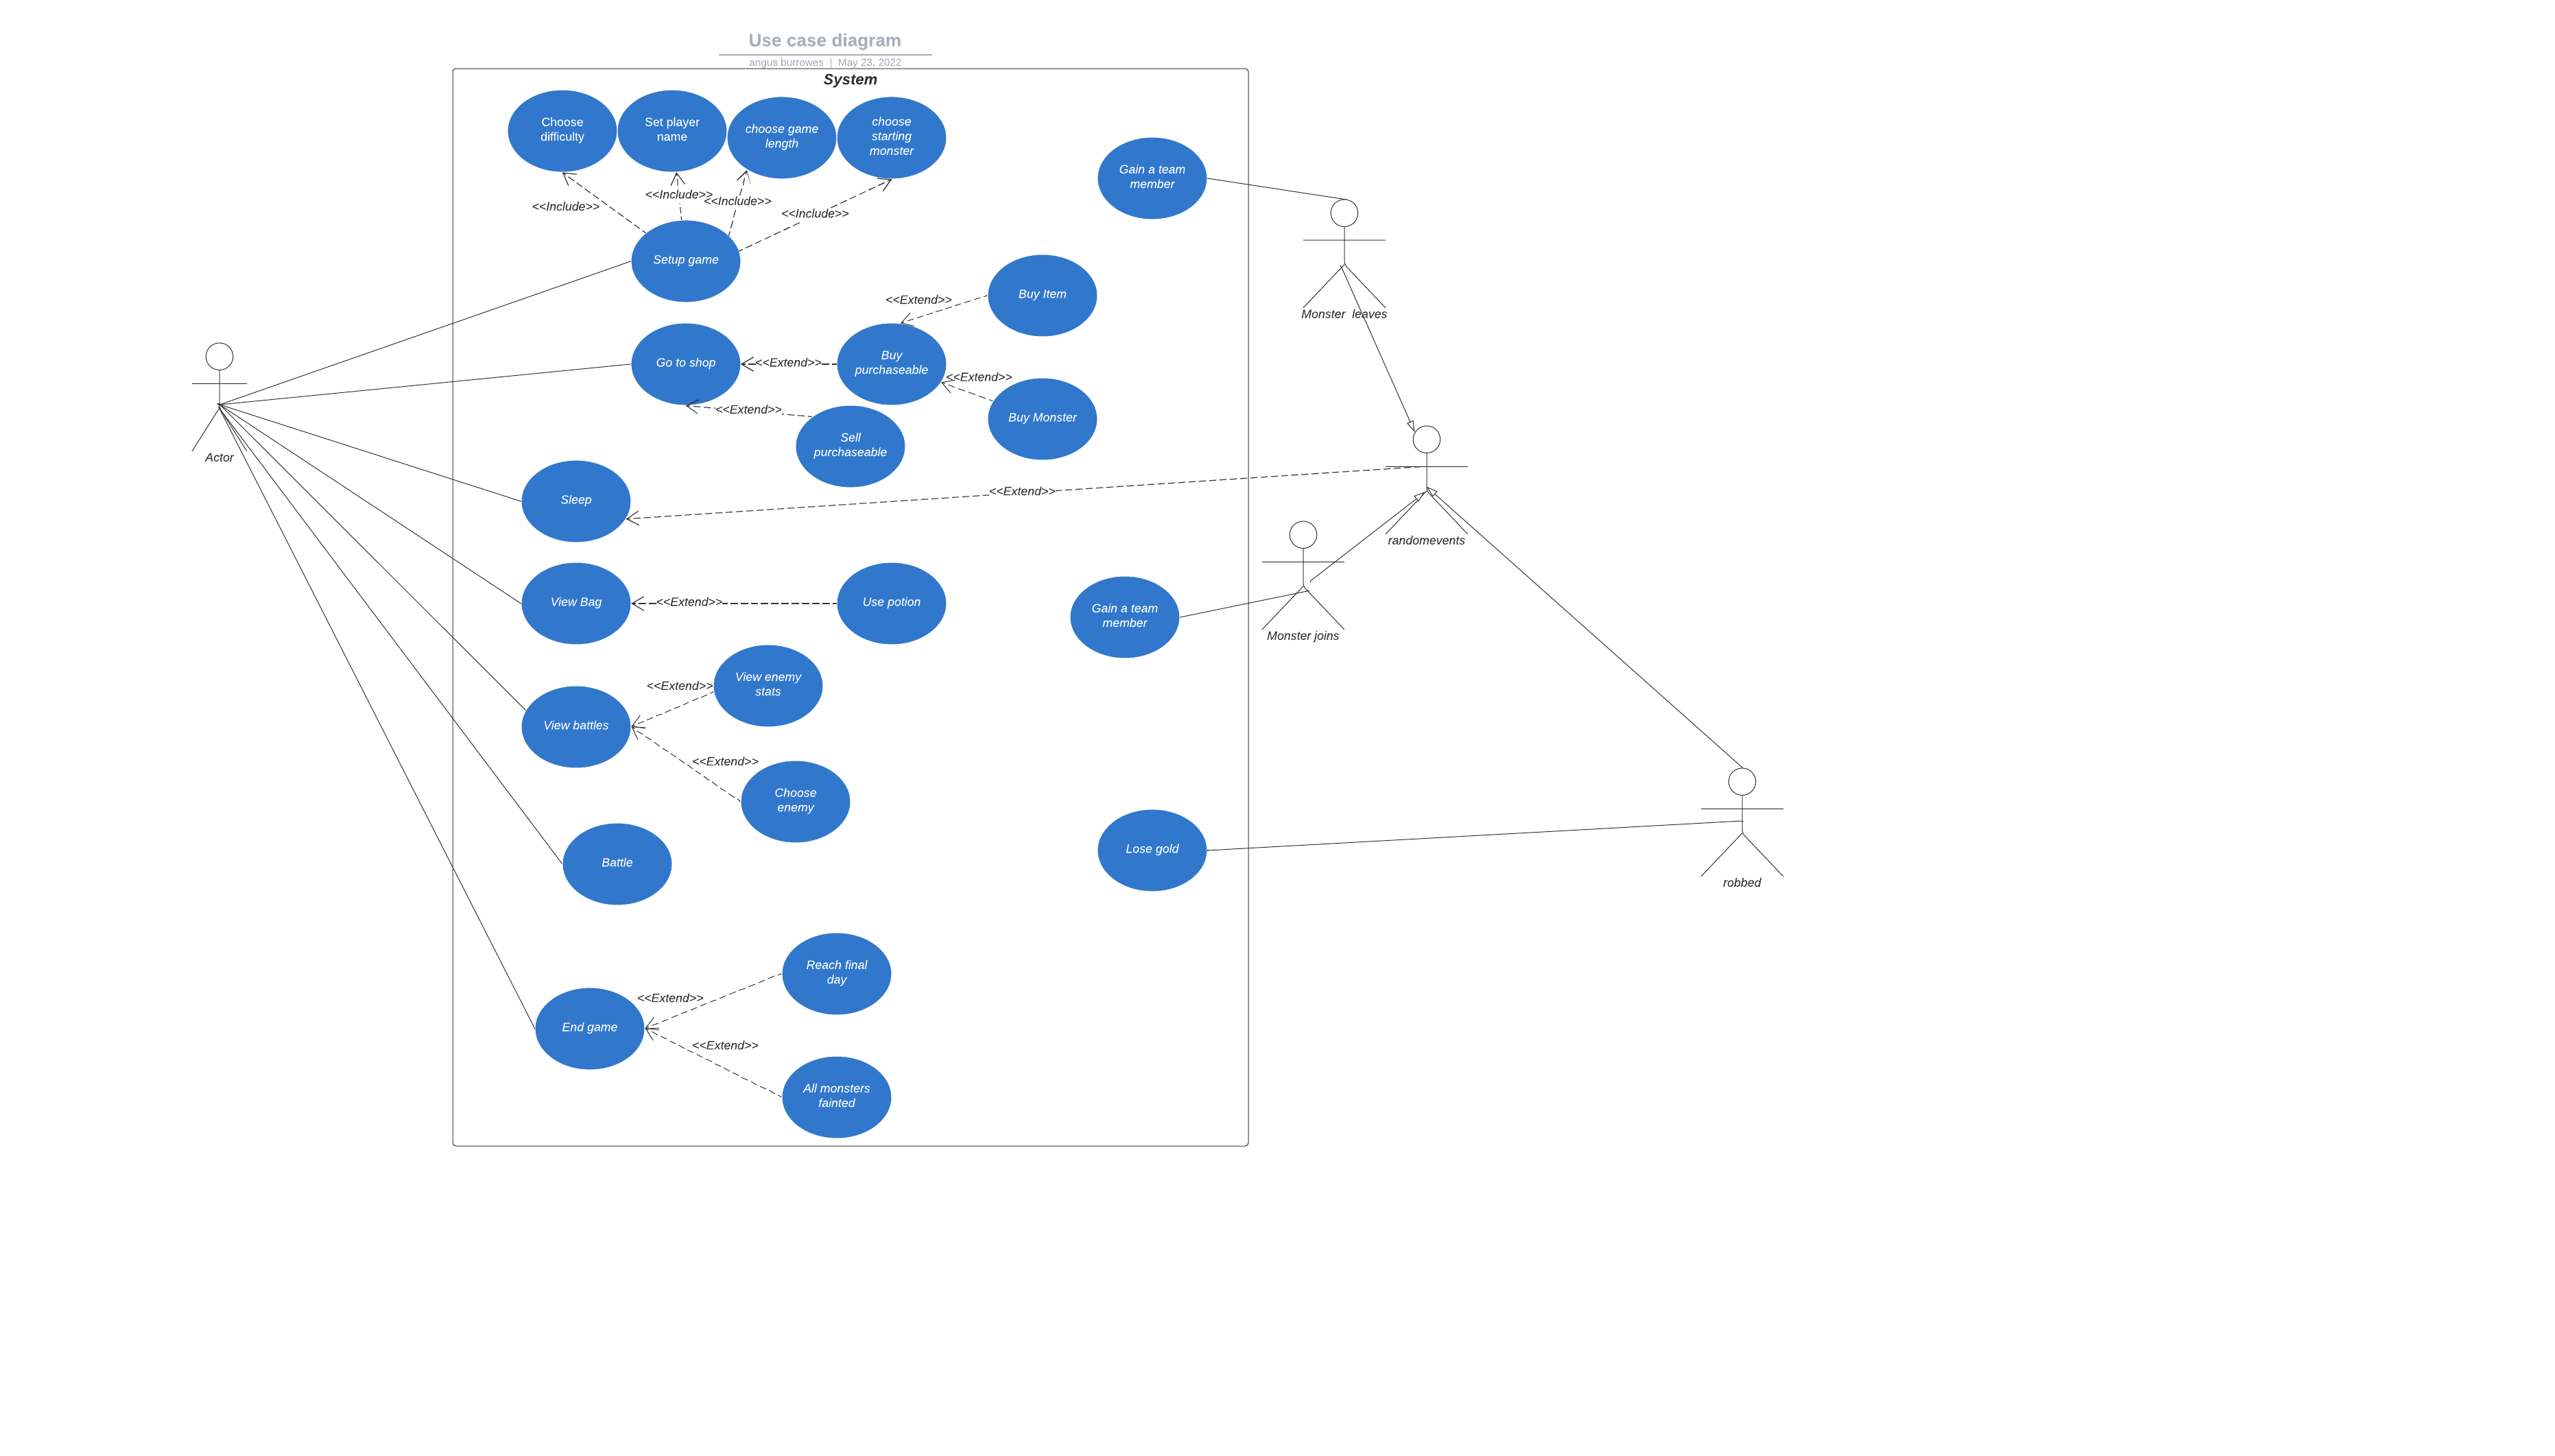 Use case diagram
angus burrowes | May 23, 2022
System
Choose
difficulty
Set player
name
choose game
length
choose
starting
monster
Gain a team
member
<<Include>>
<<Include>>
<<Include>>
<<Include>>
Setup game
Buy Item
<<Extend>>
Monster  leaves
Go to shop
<<Extend>>
Buy
purchaseable
<<Extend>>
Buy Monster
<<Extend>>
Sell
purchaseable
Actor
Sleep
<<Extend>>
randomevents
View Bag
<<Extend>>
Use potion
Gain a team
member
Monster joins
View enemy
stats
<<Extend>>
View battles
<<Extend>>
Choose
enemy
Battle
Lose gold
robbed
Reach final
day
<<Extend>>
End game
<<Extend>>
All monsters
fainted